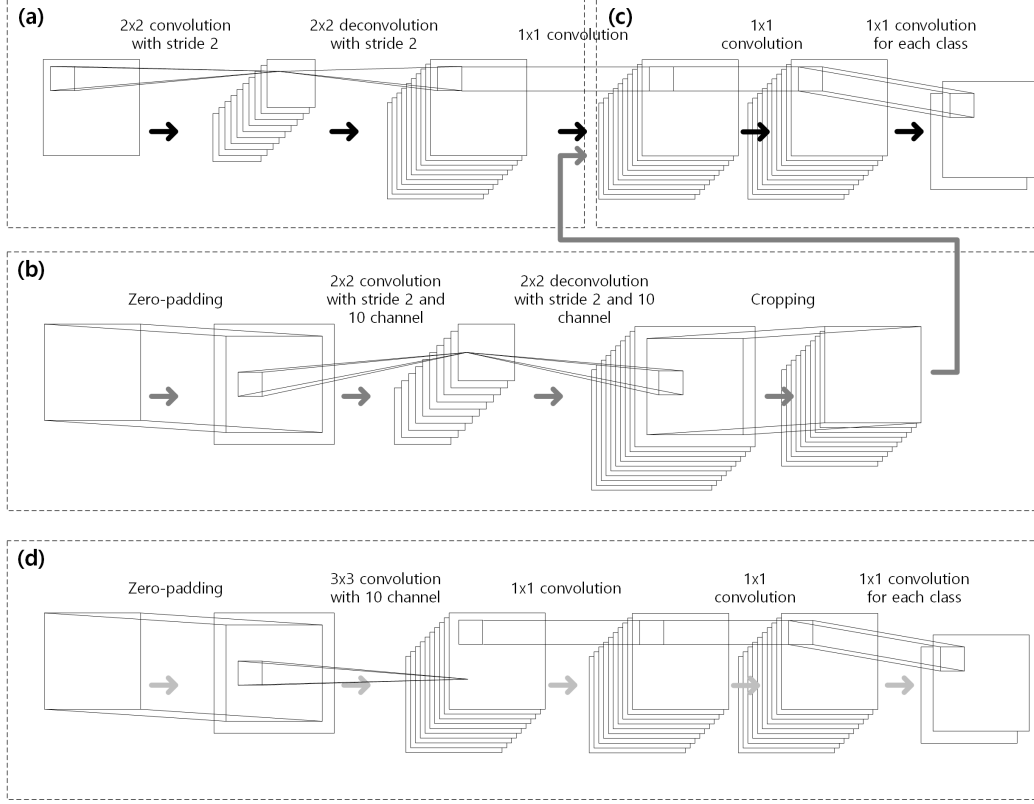 (a)
2x2 convolution
with stride 2
2x2 deconvolution
with stride 2
1x1 convolution
(c)
1x1
convolution
1x1 convolution
for each class
(b)
Zero-padding
2x2 convolution
with stride 2 and
10 channel
2x2 deconvolution
with stride 2 and 10
channel
Cropping
(d)
Zero-padding
3x3 convolution
with 10 channel
1x1 convolution
1x1
convolution
1x1 convolution
for each class